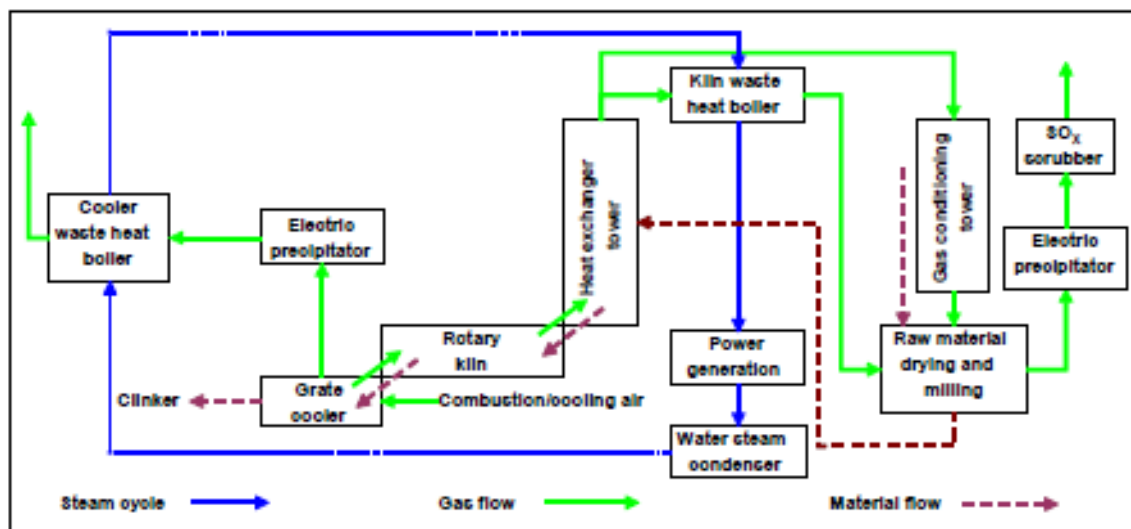 Kiln waste
heat boiler
SOX
scrubber
Cooler
waste heat
boiler
Electric
precipitator
Heat exchanger
tower
Gas conditioning
tower
Electric
precipitator
Rotary
kiln
Power
generation
Raw material
drying and
milling
Clinker
Grate
cooler
Combustion/cooling air
Water steam
condenser
Steam cycle
Gas flow
Material flow